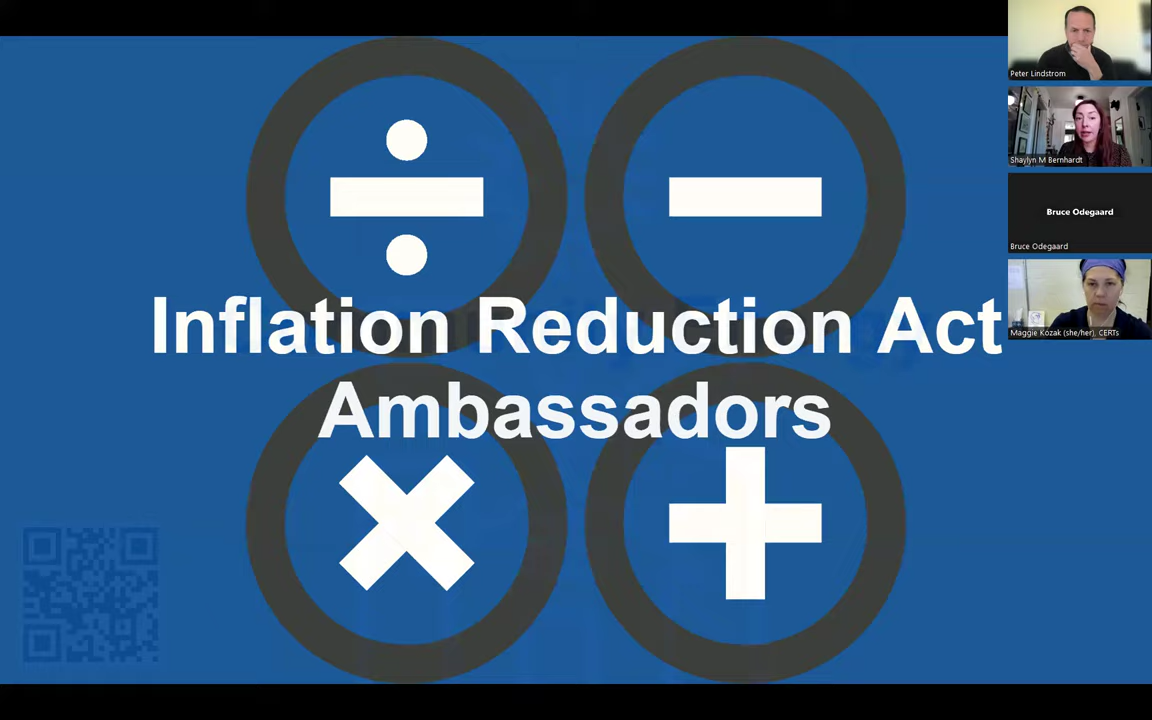 Inflation Reduction Act
Ambassadors
Peter Lindstrom
Shaylyn M Bernhardt
Bruce Odegaard
Bruce Odegaard
Maggie Kozak (she/her), CERTs